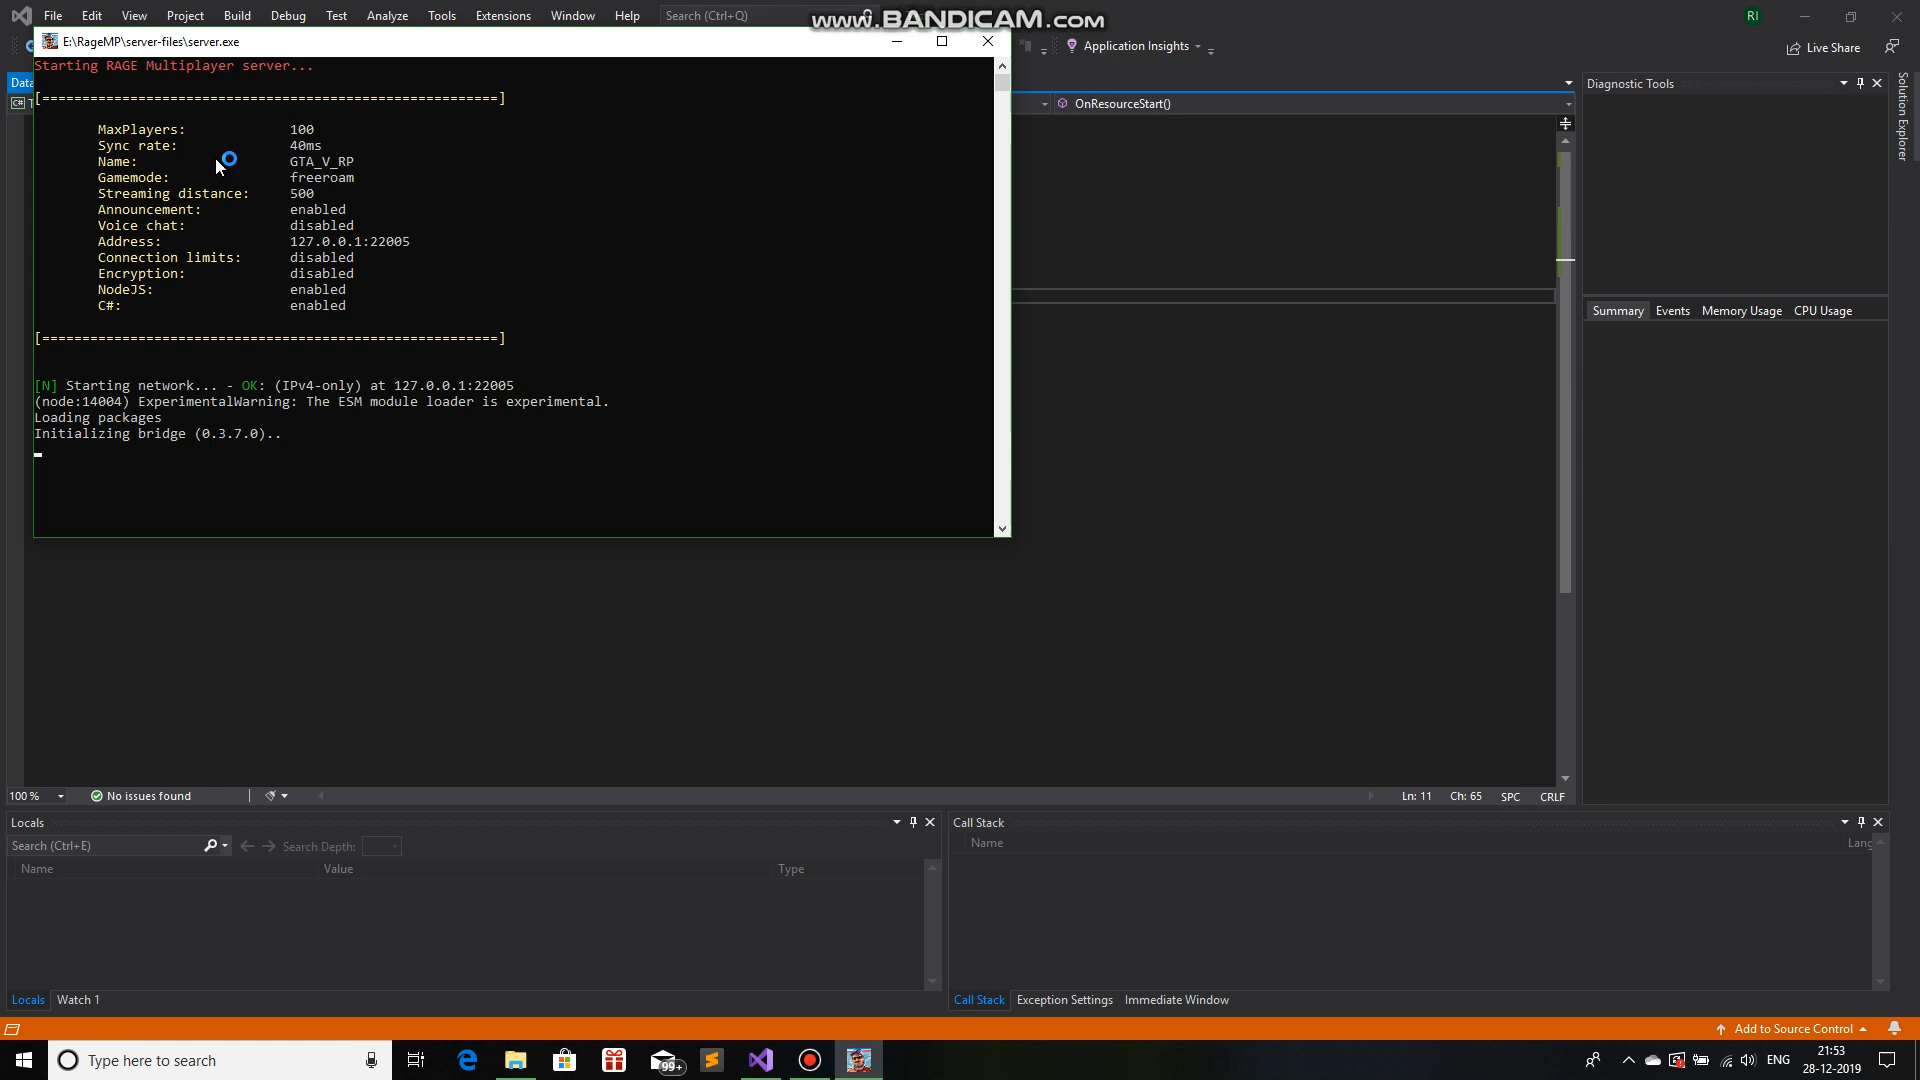 File Edit View Project Build Debug Test Analyze Tools Extensions Window Help Search (Ctrl+Q)
www.BANDICAM.com
RI
E:\RageMP\server-files\server.exe
Application Insights
Live Share
Starting RAGE Multiplayer server...
Data
OnResourceStart()
Diagnostic Tools
Solution Explorer
[=========================================================]
MaxPlayers: 100
Sync rate: 40ms
Name: GTA_V_RP
Gamemode: freeroam
Streaming distance: 500
Announcement: enabled
Voice chat: disabled
Address: 127.0.0.1:22005
Connection limits: disabled
Encryption: disabled
NodeJS: enabled
C#: enabled
[=========================================================]
Summary Events Memory Usage CPU Usage
[N] Starting network... - OK: (IPv4-only) at 127.0.0.1:22005
(node:14004) ExperimentalWarning: The ESM module loader is experimental.
Loading packages
Initializing bridge (0.3.7.0)..
100 % No issues found Ln: 11 Ch: 65 SPC CRLF
Locals
Search (Ctrl+E) Search Depth:
Name Value Type
Locals Watch 1
Call Stack
Name Lang
Call Stack Exception Settings Immediate Window
Add to Source Control
Type here to search
99+
ENG
21:53
28-12-2019